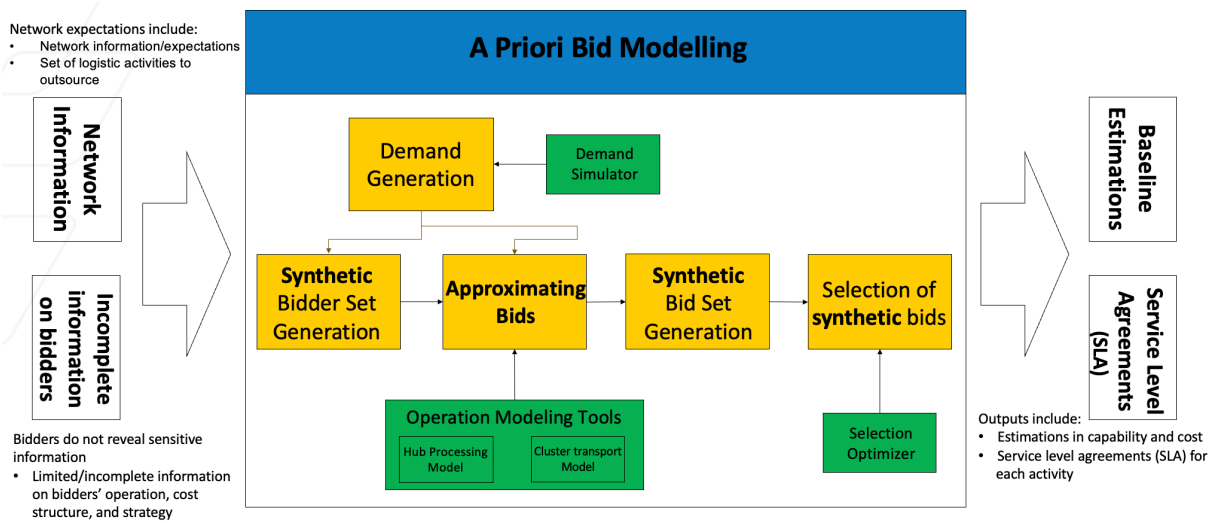 Network expectations include:
• Network information/expectations
• Set of logistic activities to
outsource
Network
Information
Incomplete
information
on bidders
Bidders do not reveal sensitive
information
• Limited/incomplete information
on bidders’ operation, cost
structure, and strategy
A Priori Bid Modelling
Demand
Generation
Demand
Simulator
Synthetic
Bidder Set
Generation
Approximating
Bids
Synthetic
Bid Set
Generation
Selection of
synthetic bids
Operation Modeling Tools
Hub Processing
Model
Cluster transport
Model
Selection
Optimizer
Baseline
Estimations
Service Level
Agreements
(SLA)
Outputs include:
• Estimations in capability and cost
• Service level agreements (SLA) for
each activity